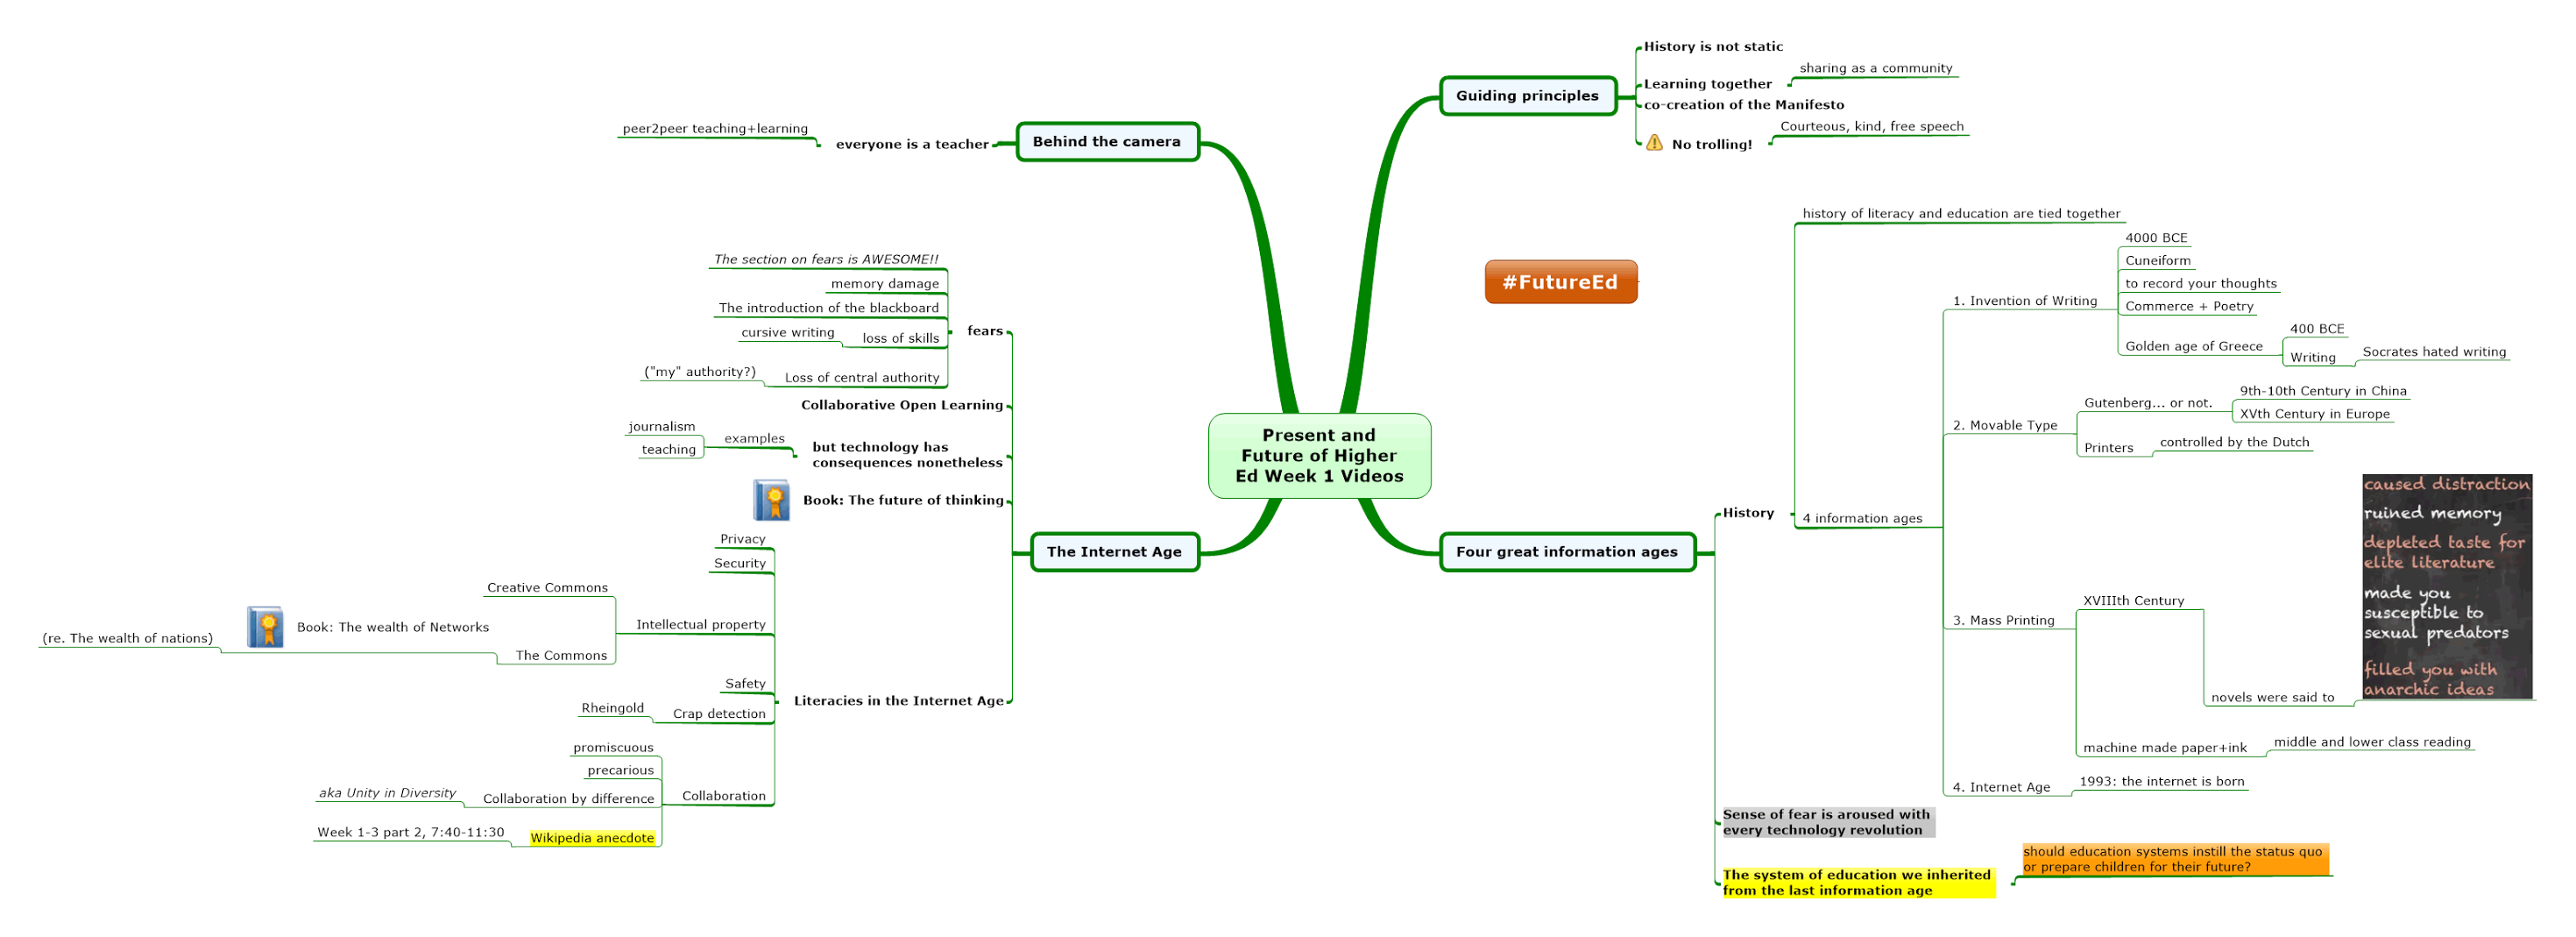 Present and
Future of Higher
Ed Week 1 Videos
#FutureEd
Guiding principles
History is not static
Learning together
sharing as a community
co-creation of the Manifesto
No trolling!
Courteous, kind, free speech
Four great information ages
History
history of literacy and education are tied together
4 information ages
1. Invention of Writing
4000 BCE
Cuneiform
to record your thoughts
Commerce + Poetry
Golden age of Greece
400 BCE
Writing
Socrates hated writing
2. Movable Type
Gutenberg... or not.
9th-10th Century in China
XVth Century in Europe
Printers
controlled by the Dutch
3. Mass Printing
XVIIIth Century
novels were said to
caused distraction
ruined memory
depleted taste for
elite literature
made you
susceptible to
sexual predators
filled you with
anarchic ideas
machine made paper+ink
middle and lower class reading
4. Internet Age
1993: the internet is born
Sense of fear is aroused with
every technology revolution
The system of education we inherited
from the last information age
should education systems instill the status quo
or prepare children for their future?
Behind the camera
everyone is a teacher
peer2peer teaching+learning
The Internet Age
fears
The section on fears is AWESOME!!
memory damage
The introduction of the blackboard
loss of skills
cursive writing
Loss of central authority
("my" authority?)
Collaborative Open Learning
but technology has
consequences nonetheless
examples
journalism
teaching
Book: The future of thinking
Literacies in the Internet Age
Privacy
Security
Intellectual property
Creative Commons
The Commons
Book: The wealth of Networks
(re. The wealth of nations)
Safety
Crap detection
Rheingold
Collaboration
promiscuous
precarious
Collaboration by difference
aka Unity in Diversity
Wikipedia anecdote
Week 1-3 part 2, 7:40-11:30